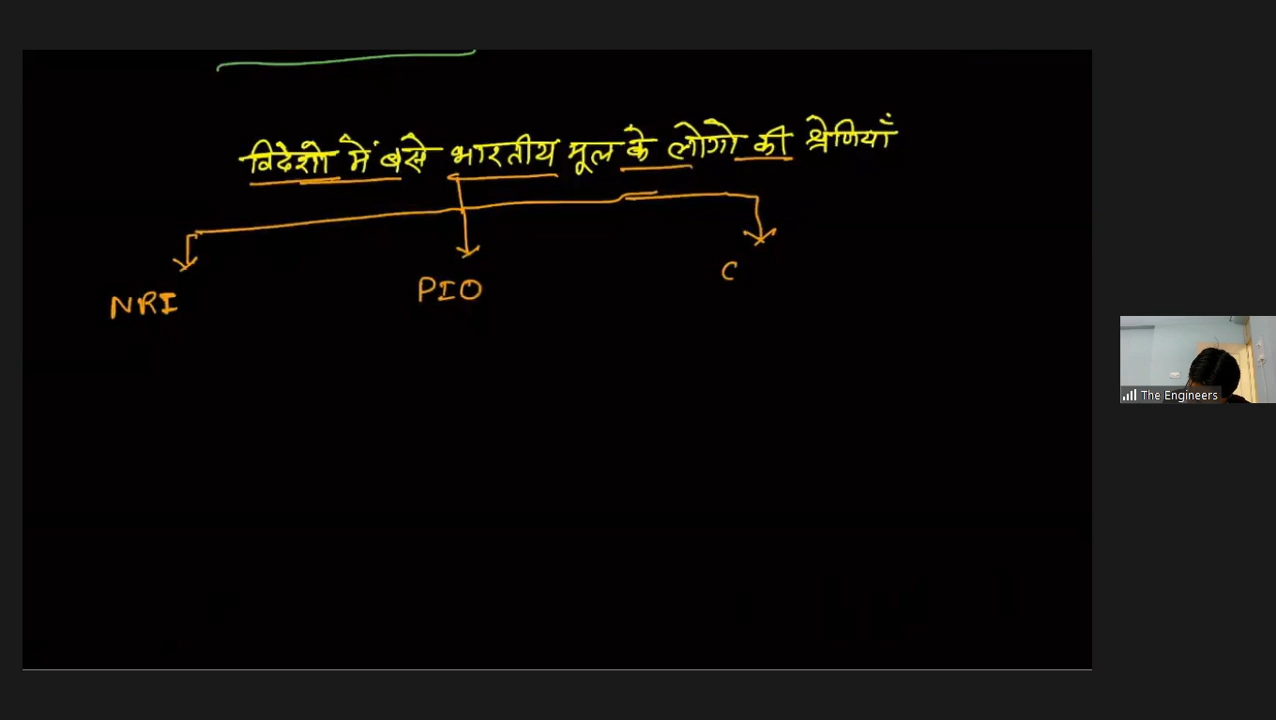 विदेशो में बसे भारतीय मूल के लोगो की श्रेणियाँ
NRI PIO C
The Engineers